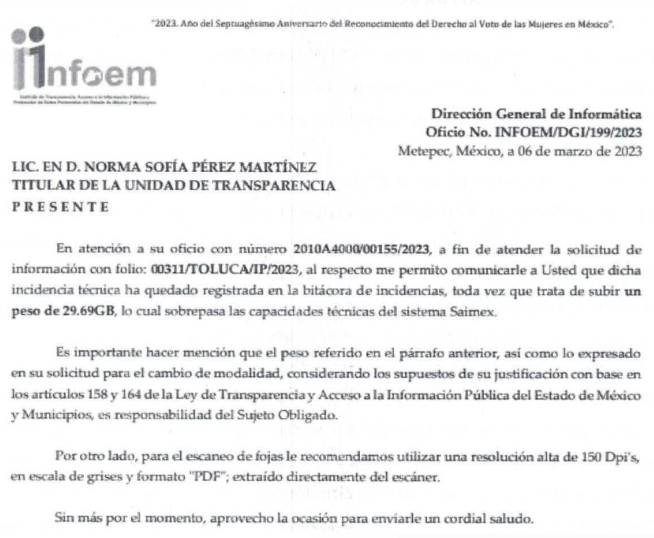 "2023. Año del Septuagésimo Aniversario del Reconocimiento del Derecho al Voto de las Mujeres en México".
infoem
Instituto de Transparencia, Acceso a la Información Pública y
Protección de Datos Personales del Estado de México y Municipios
Dirección General de Informática
Oficio No. INFOEM/DGI/199/2023
Metepec, México, a 06 de marzo de 2023
LIC. EN D. NORMA SOFÍA PÉREZ MARTÍNEZ
TITULAR DE LA UNIDAD DE TRANSPARENCIA
P R E S E N T E
En atención a su oficio con número 2010A4000/00155/2023, a fin de atender la solicitud de
información con folio: 00311/TOLUCA/IP/2023, al respecto me permito comunicarle a Usted que dicha
incidencia técnica ha quedado registrada en la bitácora de incidencias, toda vez que trata de subir un
peso de 29.69GB, lo cual sobrepasa las capacidades técnicas del sistema Saimex.
Es importante hacer mención que el peso referido en el párrafo anterior, así como lo expresado
en su solicitud para el cambio de modalidad, considerando los supuestos de su justificación con base en
los artículos 158 y 164 de la Ley de Transparencia y Acceso a la Información Pública del Estado de México
y Municipios, es responsabilidad del Sujeto Obligado.
Por otro lado, para el escaneo de fojas le recomendamos utilizar una resolución alta de 150 Dpi's,
en escala de grises y formato "PDF"; extraído directamente del escáner.
Sin más por el momento, aprovecho la ocasión para enviarle un cordial saludo.